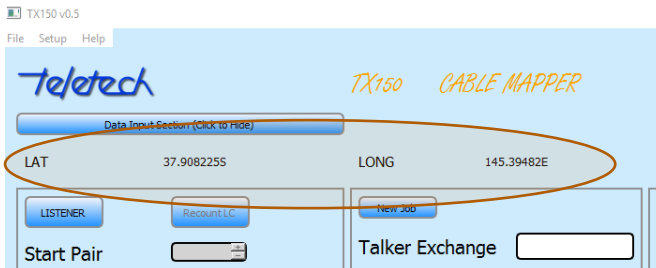 TX150 v0.5
File Setup Help
Teletech TX150 CABLE MAPPER
Data Input Section (Click to Hide)
LAT 37.908225S LONG 145.39482E
LISTENER Recount LC New Job
Start Pair Talker Exchange